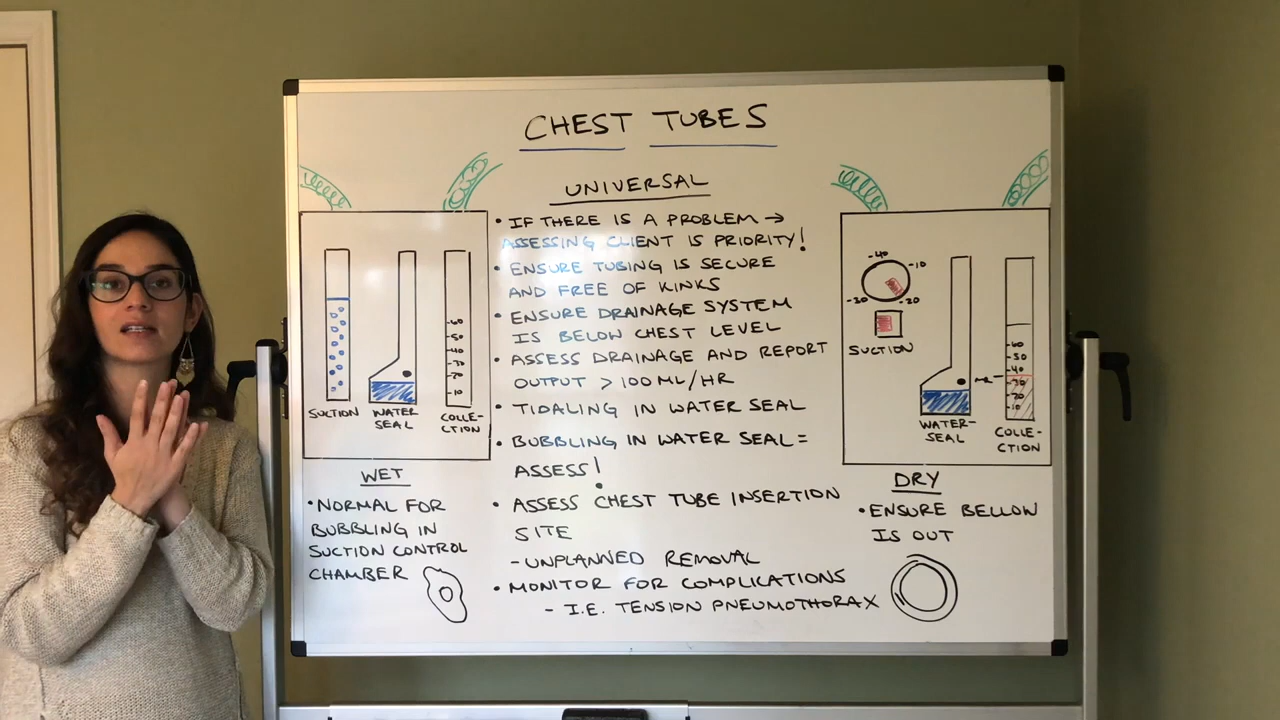 CHEST TUBES
UNIVERSAL
• IF THERE IS A PROBLEM →
ASSESSING CLIENT IS PRIORITY!
• ENSURE TUBING IS SECURE
AND FREE OF KINKS
• ENSURE DRAINAGE SYSTEM
IS BELOW CHEST LEVEL
• ASSESS DRAINAGE AND REPORT
OUTPUT > 100 ML/HR
• TIDALING IN WATER SEAL
• BUBBLING IN WATER SEAL =
ASSESS!
• ASSESS CHEST TUBE INSERTION
SITE
- UNPLANNED REMOVAL
• MONITOR FOR COMPLICATIONS
- I.E. TENSION PNEUMOTHORAX
SUCTION
WATER
SEAL
COLLE-
CTION
60
50
40
30
20
10
WET
• NORMAL FOR
BUBBLING IN
SUCTION CONTROL
CHAMBER
-40
-10
-30
-20
SUCTION
WATER-
SEAL
60
50
40
30
20
10
COLLE-
CTION
DRY
• ENSURE BELLOW
IS OUT